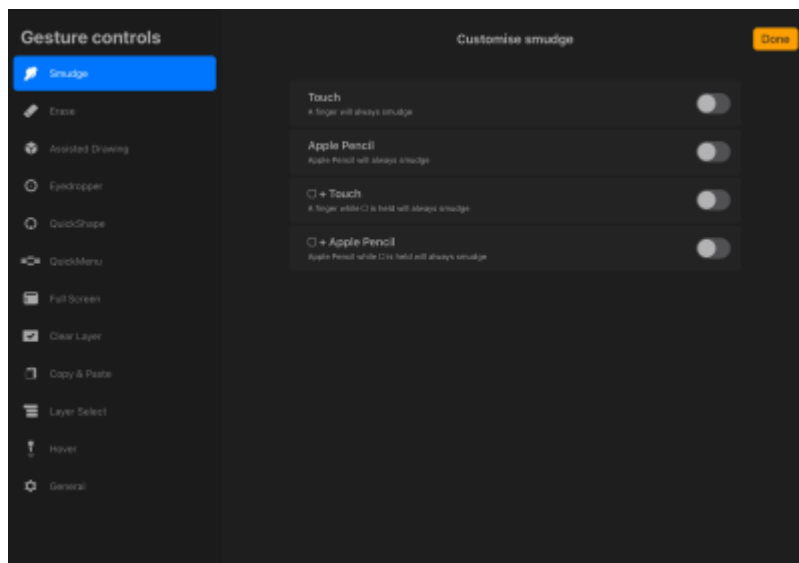 Gesture controls
Smudge
Erase
Assisted Drawing
Eyedropper
QuickShape
QuickMenu
Full Screen
Clear Layer
Copy & Paste
Layer Select
Hover
General
Customise smudge
Done
Touch
A finger will always smudge
Apple Pencil
Apple Pencil will always smudge
□ + Touch
A finger while □ is held will always smudge
□ + Apple Pencil
Apple Pencil while □ is held will always smudge